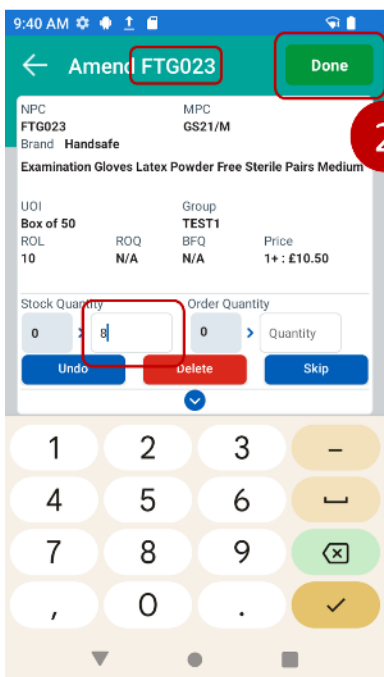 9:40 AM
Amend FTG023
Done
2
NPC MPC
FTG023 GS21/M
Brand Handsafe
Examination Gloves Latex Powder Free Sterile Pairs Medium
UOI Group
Box of 50 TEST1
ROL ROQ BFQ Price
10 N/A N/A 1+ : £10.50
Stock Quantity Order Quantity
0 > 8 0 > Quantity
Undo Delete Skip
1 2 3 –
4 5 6
7 8 9
, 0 .